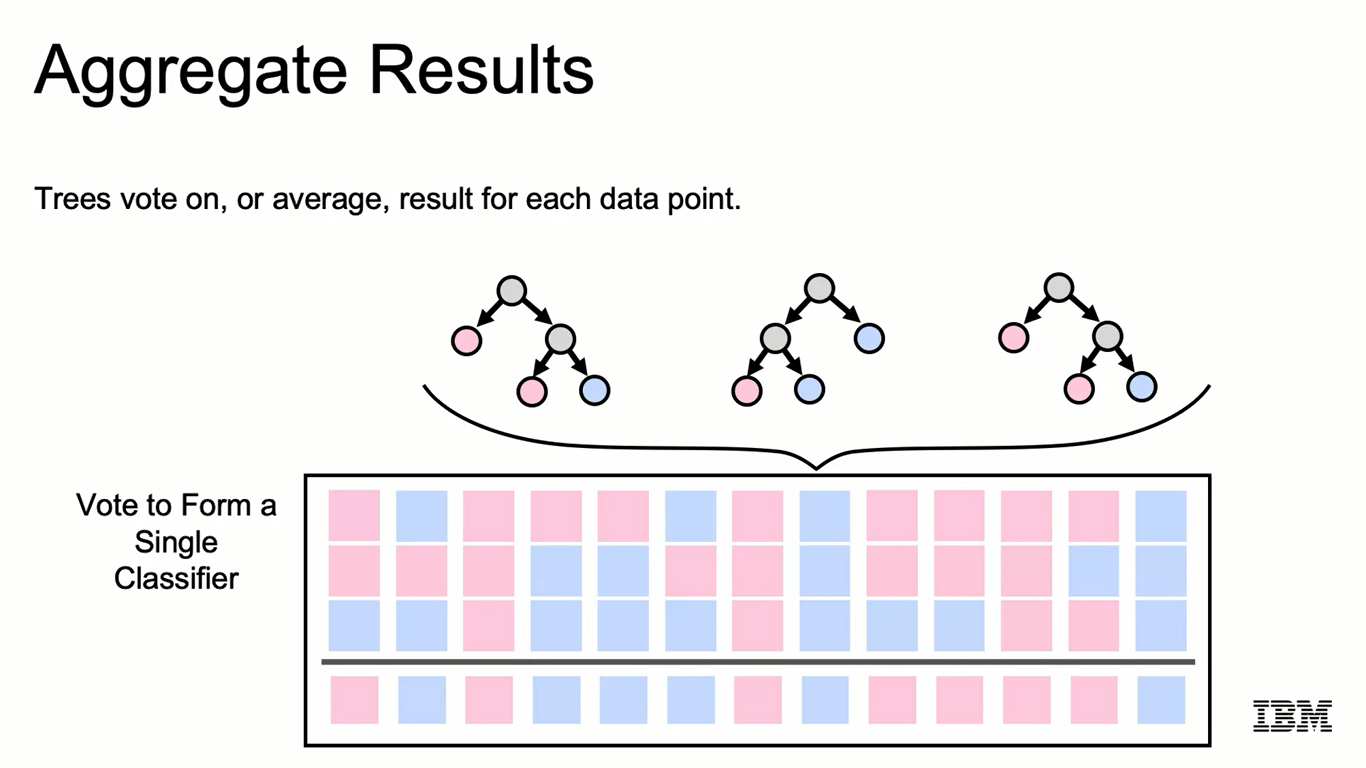 Aggregate Results
Trees vote on, or average, result for each data point.
Vote to Form a
Single
Classifier
IBM